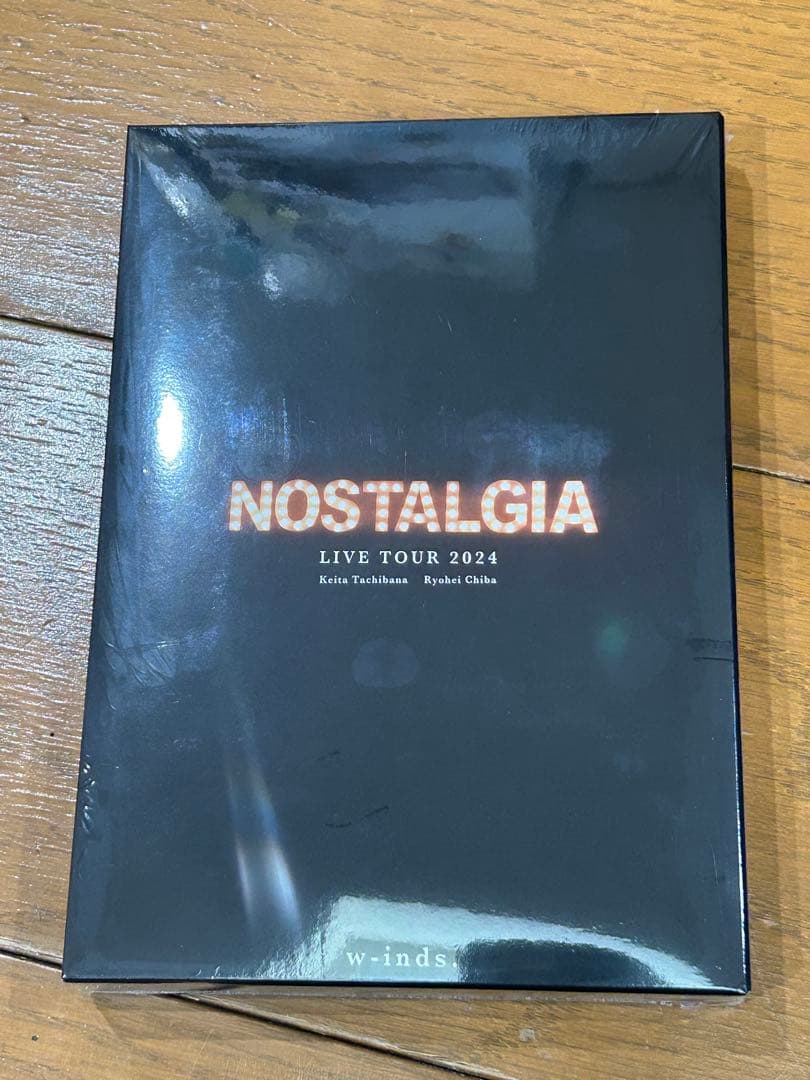 NOSTALGIA
LIVE TOUR 2024
Keita Tachibana Ryohei Chiba
w-inds.